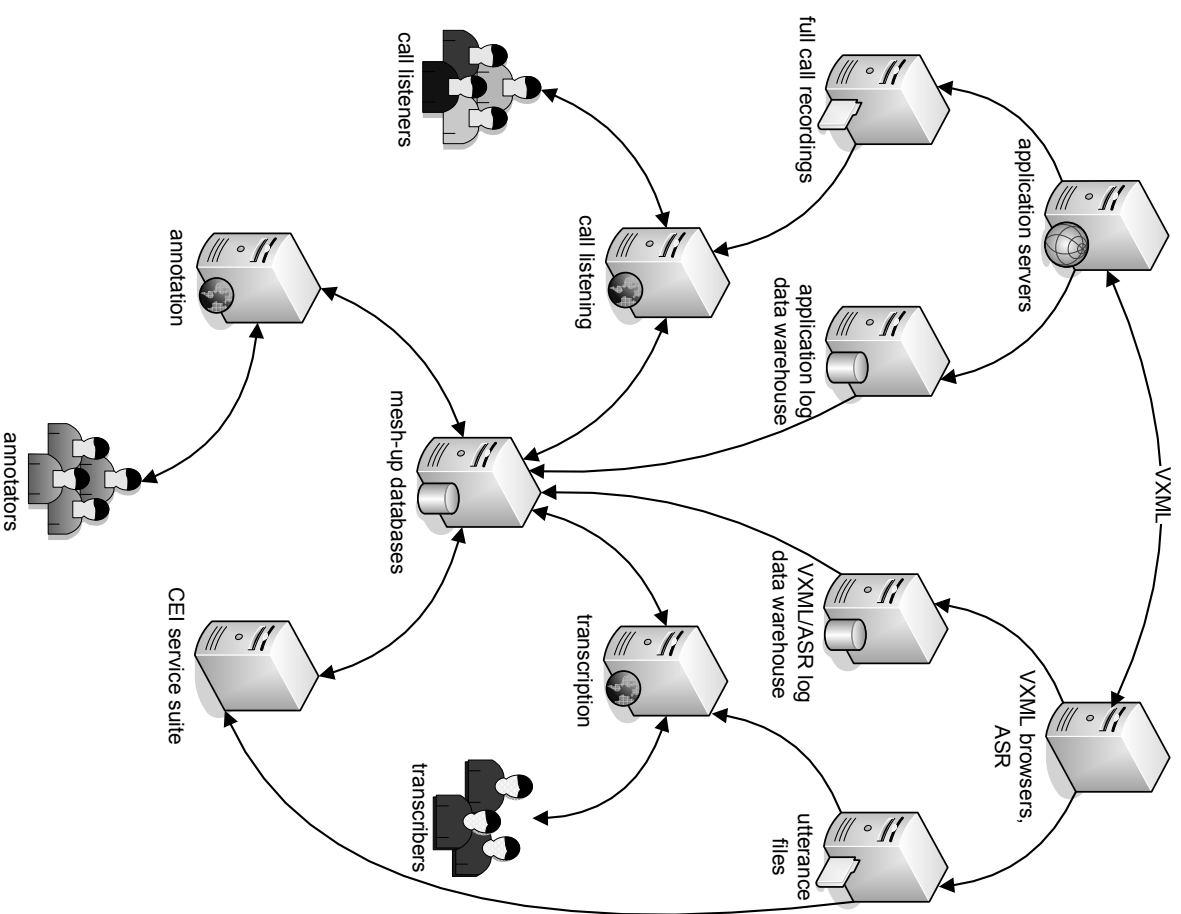 VXML
application servers
VXML browsers,
ASR
full call recordings
application log
data warehouse
VXML/ASR log
data warehouse
utterance
files
call listening
transcription
call listeners
mesh-up databases
transcribers
annotation
CEI service suite
annotators